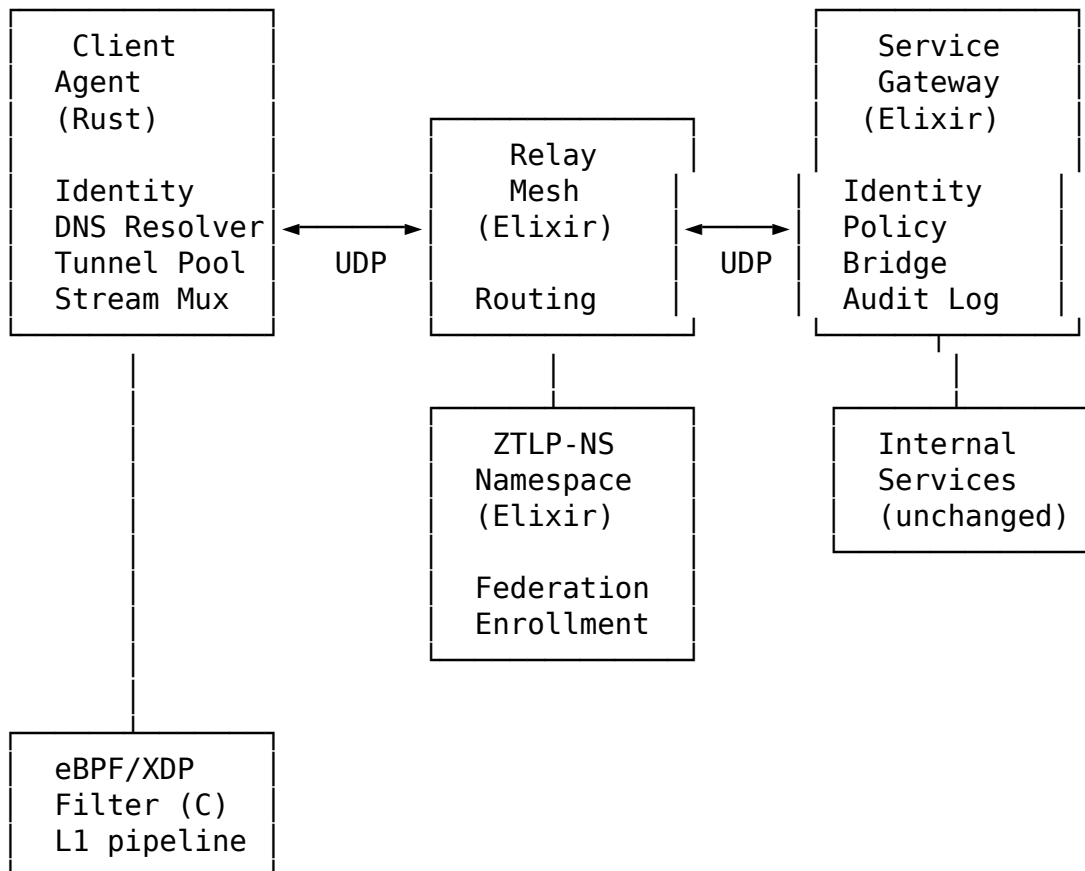 Client
Agent
(Rust)
Identity
DNS Resolver
Tunnel Pool
Stream Mux
UDP
Relay
Mesh
(Elixir)
Routing
UDP
Service
Gateway
(Elixir)
Identity
Policy
Bridge
Audit Log
ZTLP-NS
Namespace
(Elixir)
Federation
Enrollment
Internal
Services
(unchanged)
eBPF/XDP
Filter (C)
L1 pipeline